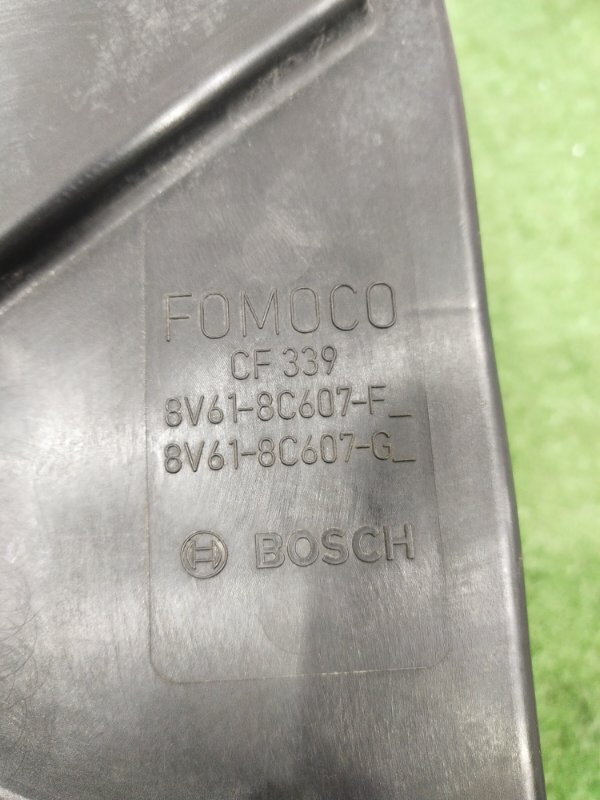 FOMOCO
CF 339
8V61-8C607-F_
8V61-8C607-G_
BOSCH